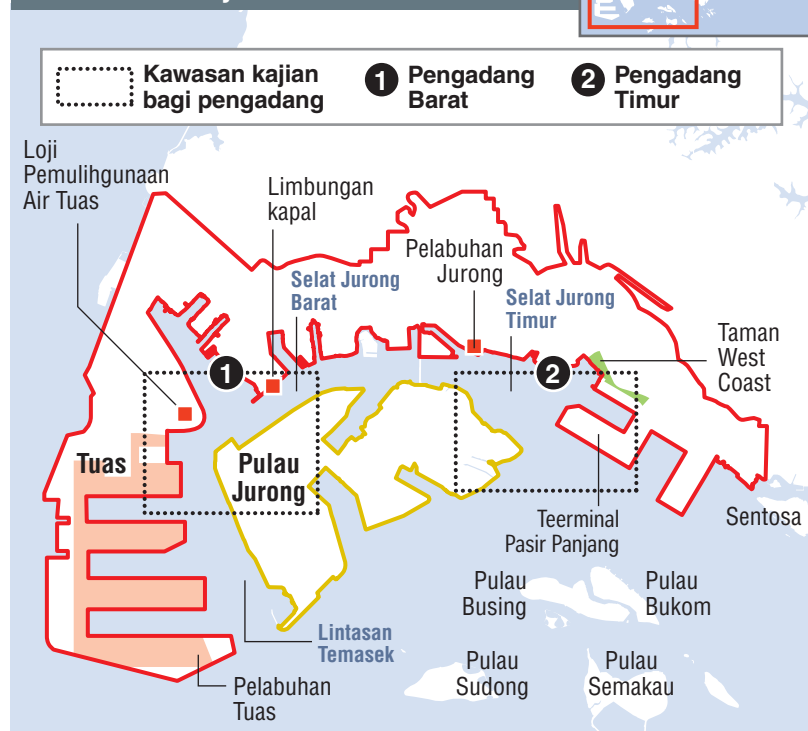 Kawasan kajian
bagi pengadang
1 Pengadang
Barat
2 Pengadang
Timur
Loji
Pemulihgunaan
Air Tuas
Limbungan
kapal
Pelabuhan
Jurong
Selat Jurong
Barat
Selat Jurong
Timur
Taman
West
Coast
1
2
Tuas
Pulau
Jurong
Teerminal
Pasir Panjang
Sentosa
Pulau
Busing
Pulau
Bukom
Lintasan
Temasek
Pulau
Sudong
Pulau
Semakau
Pelabuhan
Tuas